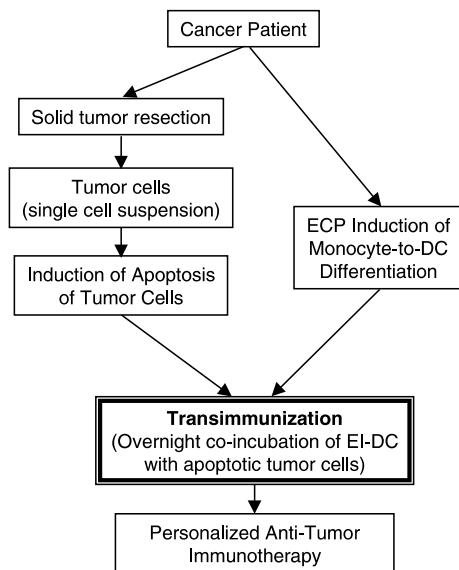 Cancer Patient
Solid tumor resection
Tumor cells
(single cell suspension)
Induction of Apoptosis
of Tumor Cells
ECP Induction of
Monocyte-to-DC
Differentiation
Transimmunization
(Overnight co-incubation of EI-DC
with apoptotic tumor cells)
Personalized Anti-Tumor
Immunotherapy